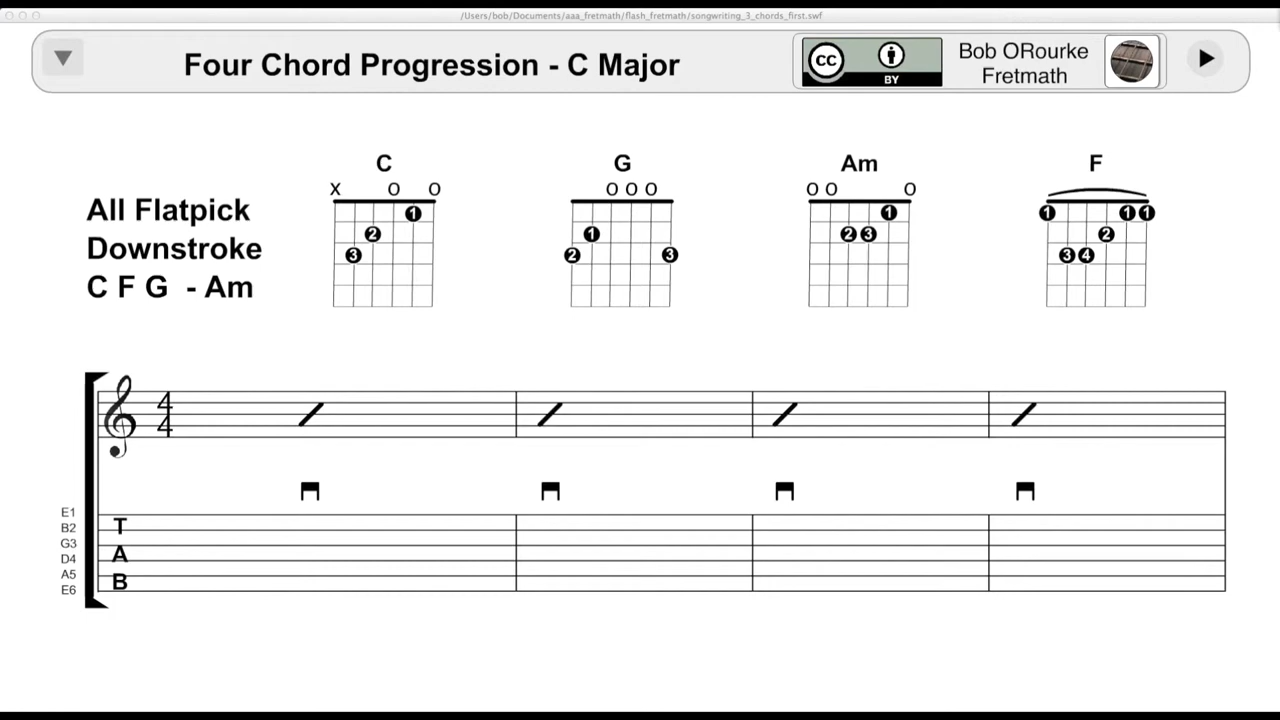 /Users/bob/Documents/aaa_fretmath/flash_fretmath/songwriting_3_chords_first.swf
Four Chord Progression - C Major
CC
BY
Bob ORourke
Fretmath
All Flatpick
Downstroke
C F G - Am
C
X O O
1
2
3
G
O O O
1
2 3
Am
O O O
1
2 3
F
1 1 1
2
3 4
4
4
E1
B2
G3
D4
A5
E6
T
A
B